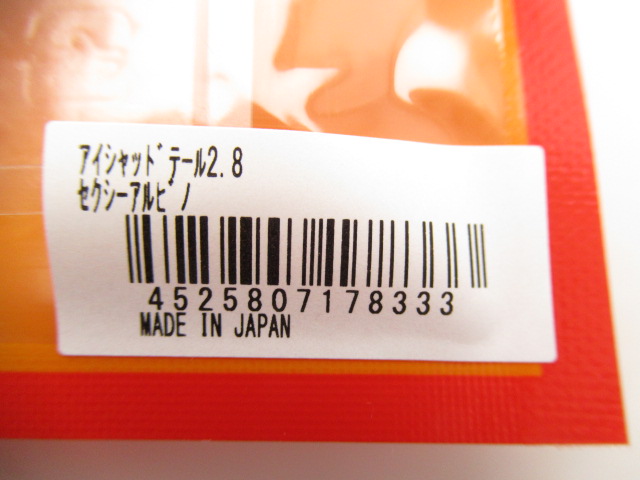 ｱｲｼｬｯﾄﾞﾃｰﾙ2.8
ｾｸｼｰｱﾙﾋﾞﾉ
4525807178333
MADE IN JAPAN